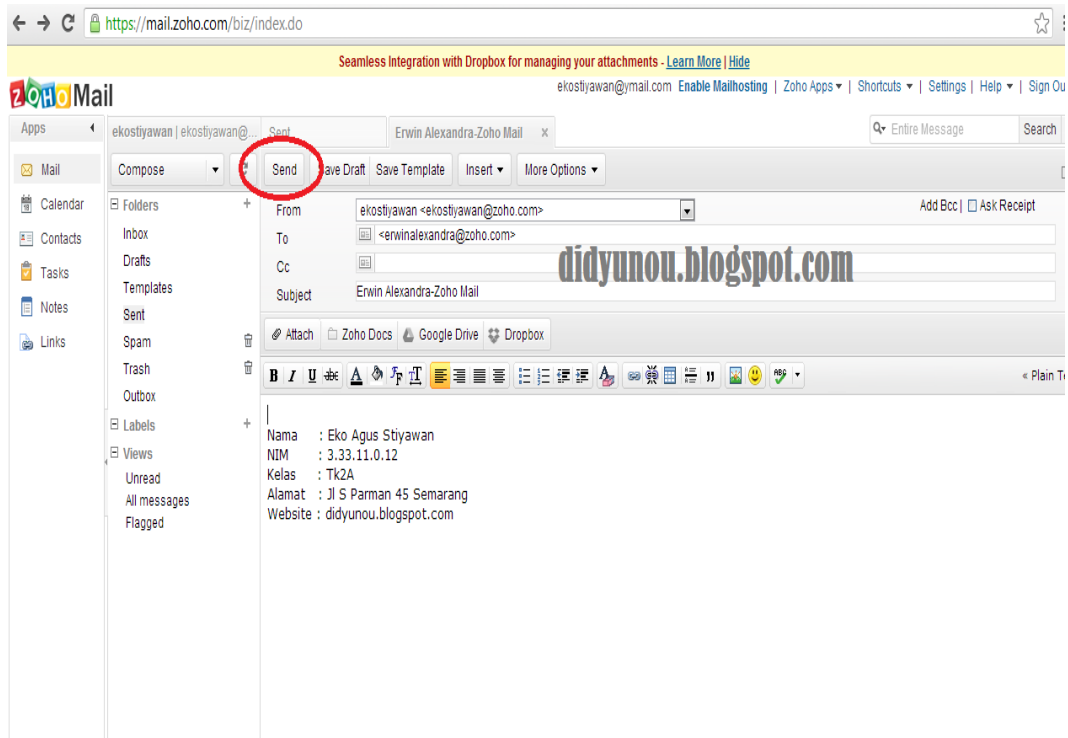 https://mail.zoho.com/biz/index.do
Seamless Integration with Dropbox for managing your attachments - Learn More | Hide
ZOHO Mail
ekostiyawan@ymail.com Enable Mailhosting | Zoho Apps | Shortcuts | Settings | Help | Sign Ou
Apps
ekostiyawan | ekostiyawan@... Sent Erwin Alexandra-Zoho Mail x
Entire Message Search
Mail
Calendar
Contacts
Tasks
Notes
Links
Compose
Folders +
Inbox
Drafts
Templates
Sent
Spam
Trash
Outbox
Labels +
Views
Unread
All messages
Flagged
Send Save Draft Save Template Insert More Options
From ekostiyawan <ekostiyawan@zoho.com> Add Bcc | Ask Receipt
To <erwinalexandra@zoho.com>
Cc
didyunou.blogspot.com
Subject Erwin Alexandra-Zoho Mail
Attach Zoho Docs Google Drive Dropbox
B I U abc A « Plain Te
Nama : Eko Agus Stiyawan
NIM : 3.33.11.0.12
Kelas : Tk2A
Alamat : Jl S Parman 45 Semarang
Website : didyunou.blogspot.com